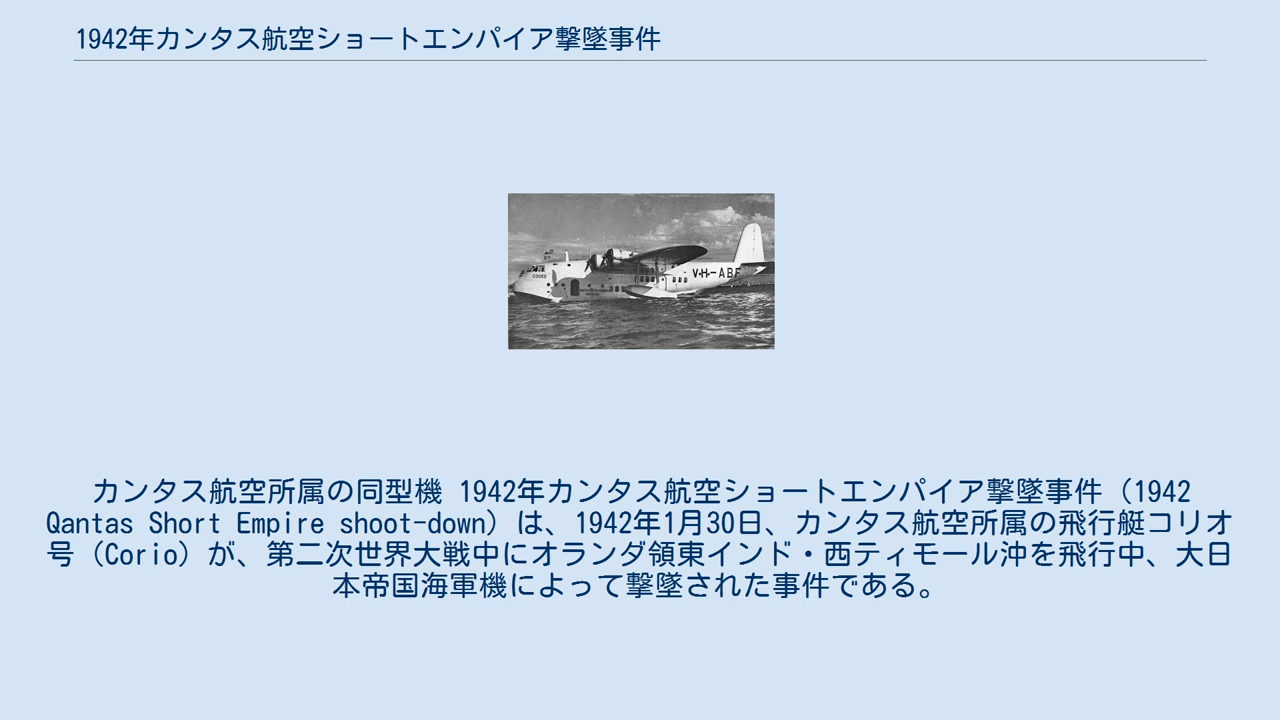 1942年カンタス航空ショートエンパイア撃墜事件
VH-ABF
カンタス航空所属の同型機 1942年カンタス航空ショートエンパイア撃墜事件（1942
Qantas Short Empire shoot-down）は、1942年1月30日、カンタス航空所属の飛行艇コリオ
号（Corio）が、第二次世界大戦中にオランダ領東インド・西ティモール沖を飛行中、大日
本帝国海軍機によって撃墜された事件である。